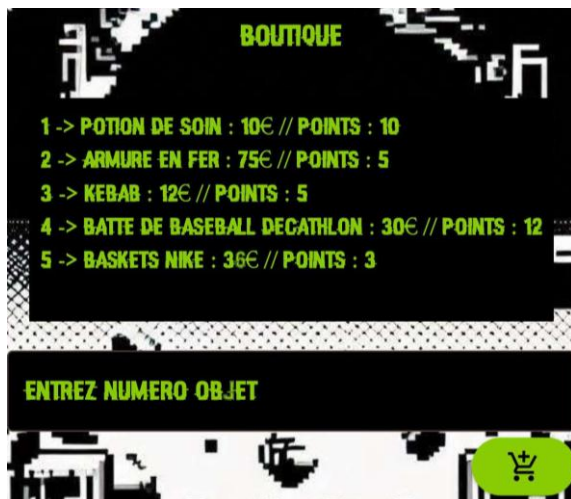 BOUTIQUE
1 -> POTION DE SOIN : 10€ // POINTS : 10
2 -> ARMURE EN FER : 75€ // POINTS : 5
3 -> KEBAB : 12€ // POINTS : 5
4 -> BATTE DE BASEBALL DECATHLON : 30€ // POINTS : 12
5 -> BASKETS NIKE : 36€ // POINTS : 3
ENTREZ NUMERO OBJET